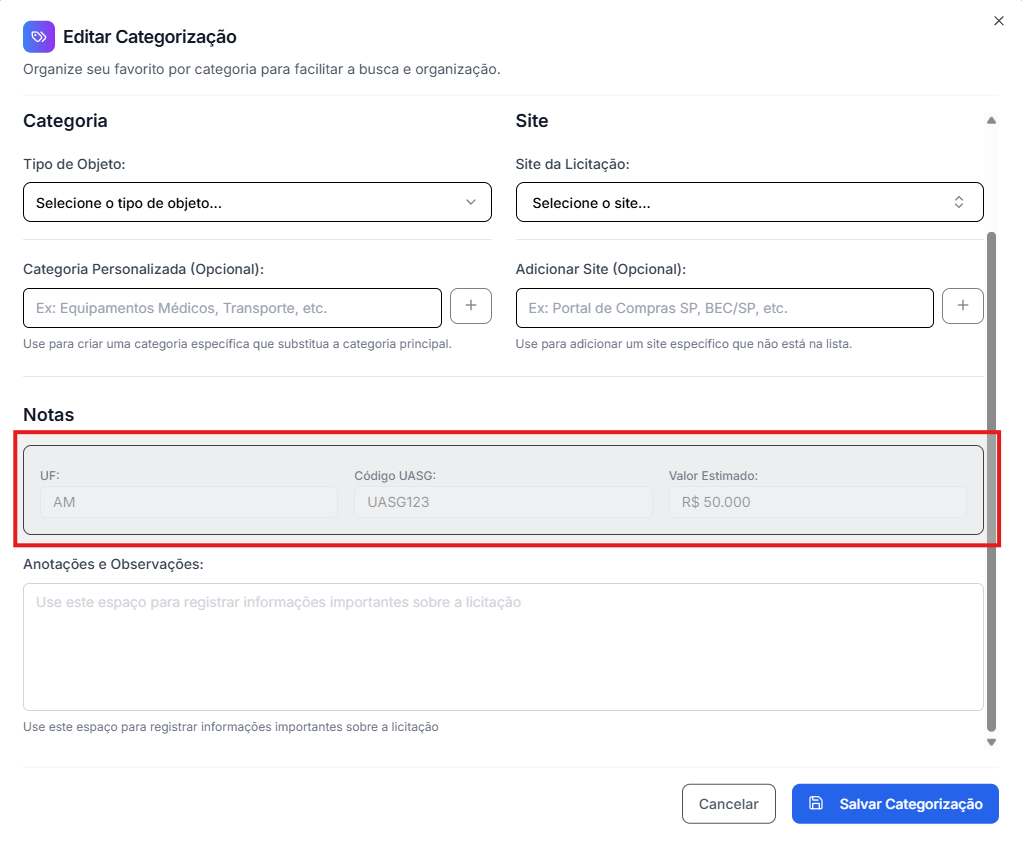 Editar Categorização
Organize seu favorito por categoria para facilitar a busca e organização.
Categoria
Tipo de Objeto:
Selecione o tipo de objeto...
Categoria Personalizada (Opcional):
Ex: Equipamentos Médicos, Transporte, etc.
Use para criar uma categoria específica que substitua a categoria principal.
Site
Site da Licitação:
Selecione o site...
Adicionar Site (Opcional):
Ex: Portal de Compras SP, BEC/SP, etc.
Use para adicionar um site específico que não está na lista.
Notas
UF:
AM
Código UASG:
UASG123
Valor Estimado:
R$ 50.000
Anotações e Observações:
Use este espaço para registrar informações importantes sobre a licitação
Use este espaço para registrar informações importantes sobre a licitação
Cancelar
Salvar Categorização